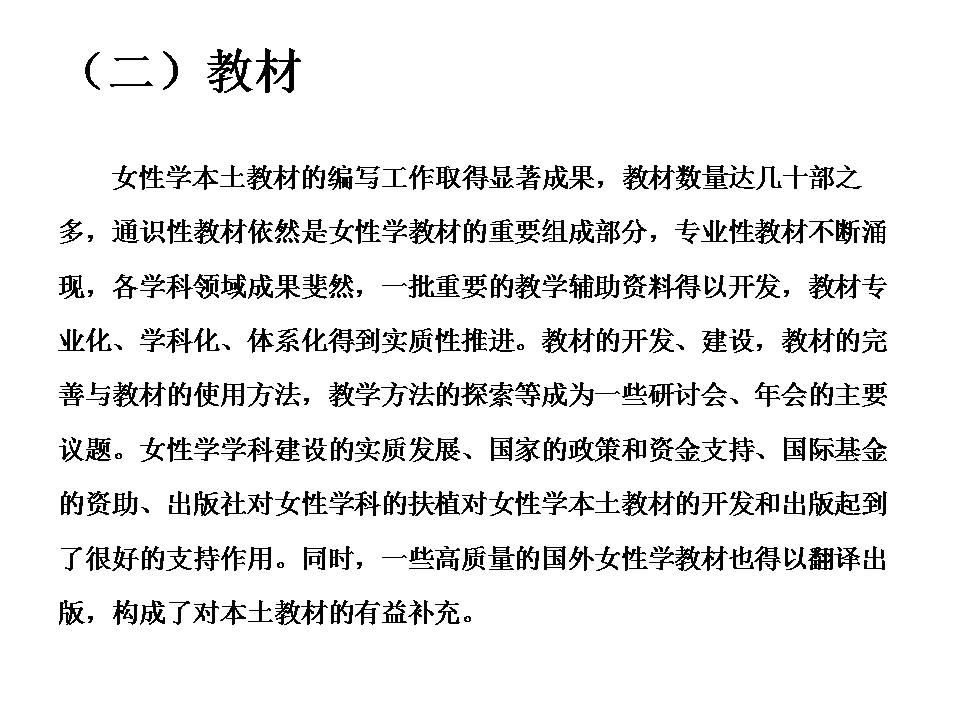 （二）教材
女性学本土教材的编写工作取得显著成果，教材数量达几十部之
多，通识性教材依然是女性学教材的重要组成部分，专业性教材不断涌
现，各学科领域成果斐然，一批重要的教学辅助资料得以开发，教材专
业化、学科化、体系化得到实质性推进。教材的开发、建设，教材的完
善与教材的使用方法，教学方法的探索等成为一些研讨会、年会的主要
议题。女性学学科建设的实质发展、国家的政策和资金支持、国际基金
的资助、出版社对女性学科的扶植对女性学本土教材的开发和出版起到
了很好的支持作用。同时，一些高质量的国外女性学教材也得以翻译出
版，构成了对本土教材的有益补充。